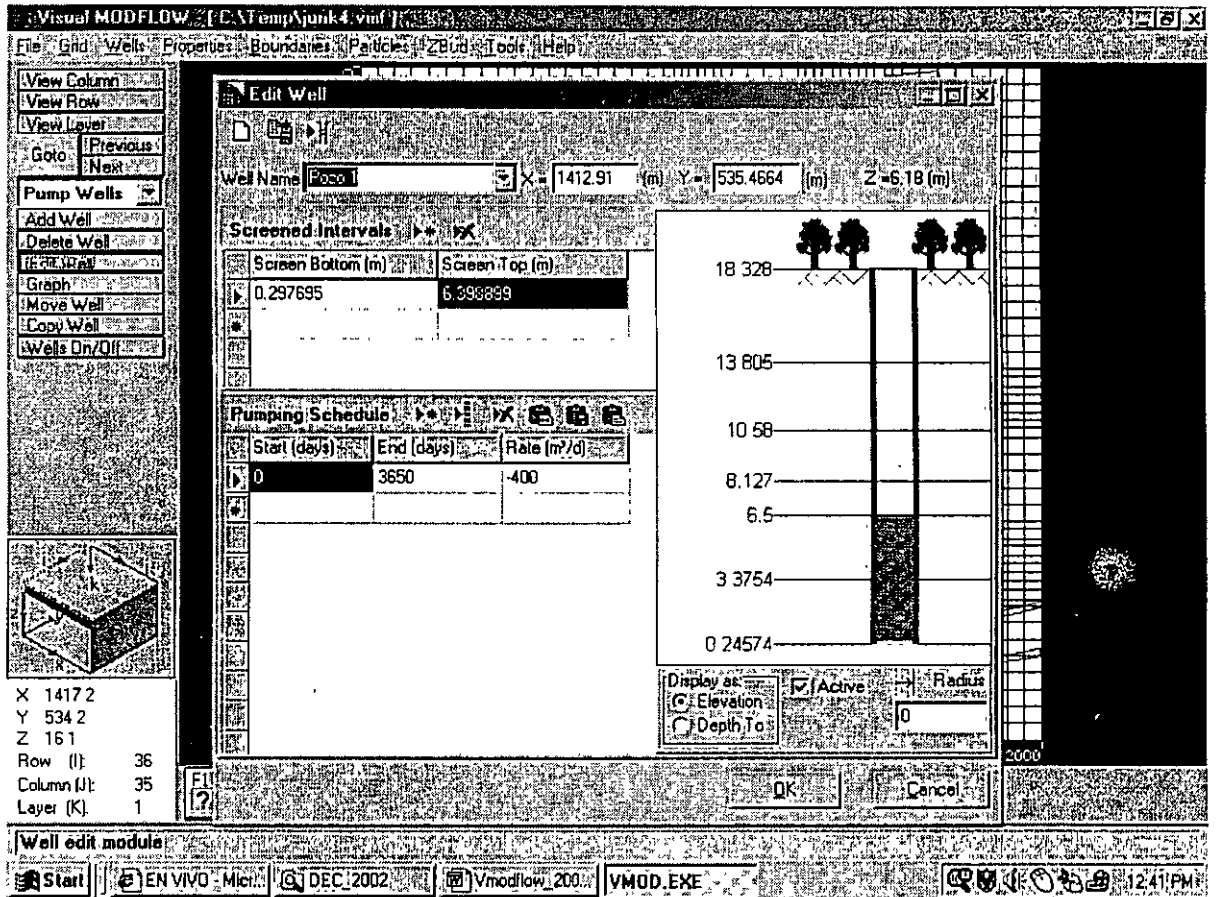 Visual MODFLOW - [ C:\Temp\junk4.vmf ]
File Grid Wells Properties Boundaries Particles ZBud Tools Help
View Column
View Row
View Layer
Goto Previous
Next
Pump Wells
Add Well
Delete Well
Edit Well
Graph
Move Well
Copy Well
Wells On/Off
Edit Well
Well Name Poco 1 X = 1412.91 (m) Y = 535.4664 (m) Z =6.18 (m)
Screened Intervals
Screen Bottom (m) Screen Top (m)
0.297695 6.398899
Pumping Schedule
Start (days) End (days) Rate (m³/d)
0 3650 -400
18 328
13 805
10 58
8.127
6.5
3 3754
0 24574
Display as:
Elevation
Depth To
Active
Radius
0
X 1417 2
Y 534 2
Z 16 1
Row (I): 36
Column (J): 35
Layer (K): 1
F1
?
2000
OK Cancel
Well edit module
Start EN VIVO - Micr... DEC_2002 Vmodflow_200... VMOD.EXE 12:41 PM